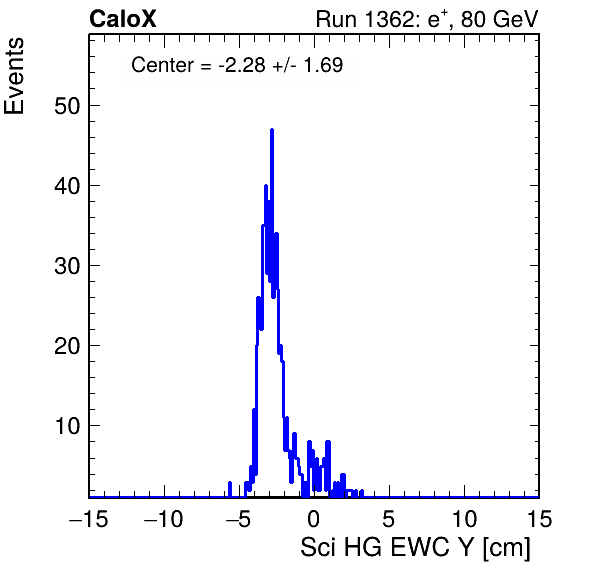 CaloX
Run 1362: e⁺, 80 GeV
Events
Center = -2.28 +/- 1.69
50
40
30
20
10
−15 −10 −5 0 5 10 15
Sci HG EWC Y [cm]